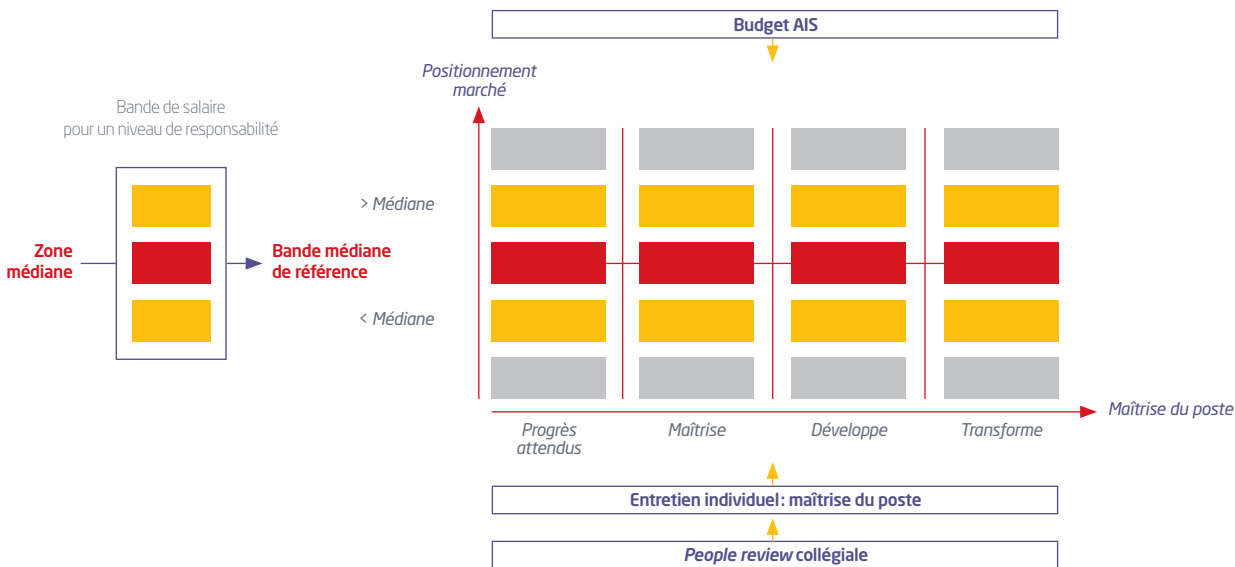 Budget AIS
Positionnement
marché
Bande de salaire
pour un niveau de responsabilité
> Médiane
Zone
médiane
Bande médiane
de référence
< Médiane
Maîtrise du poste
Progrès
attendus
Maîtrise
Développe
Transforme
Entretien individuel : maîtrise du poste
People review collégiale